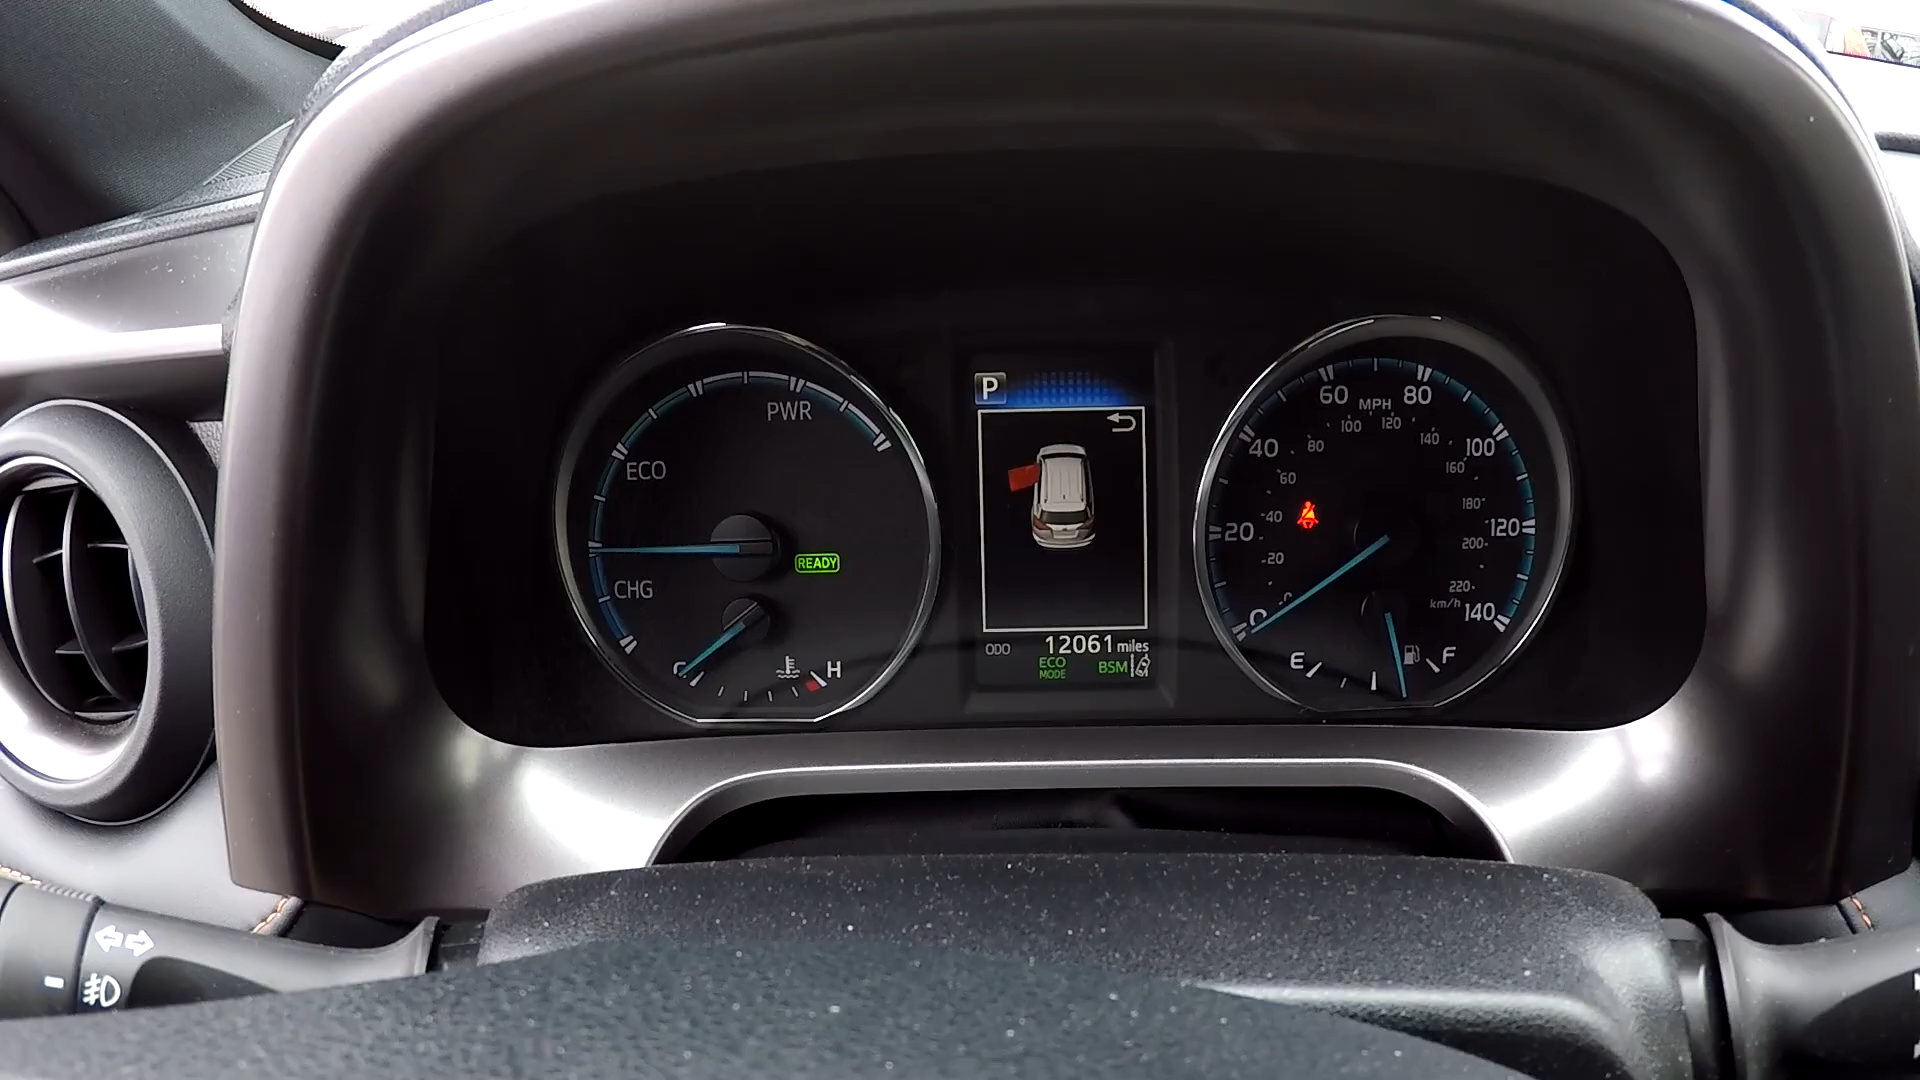 PWR
ECO
CHG
READY
C
H
P
ODO 12061 miles
ECO MODE
BSM
MPH
0 20 40 60 80 100 120 140
20 40 60 80 100 120 140 160 180 200 220
km/h
E
F